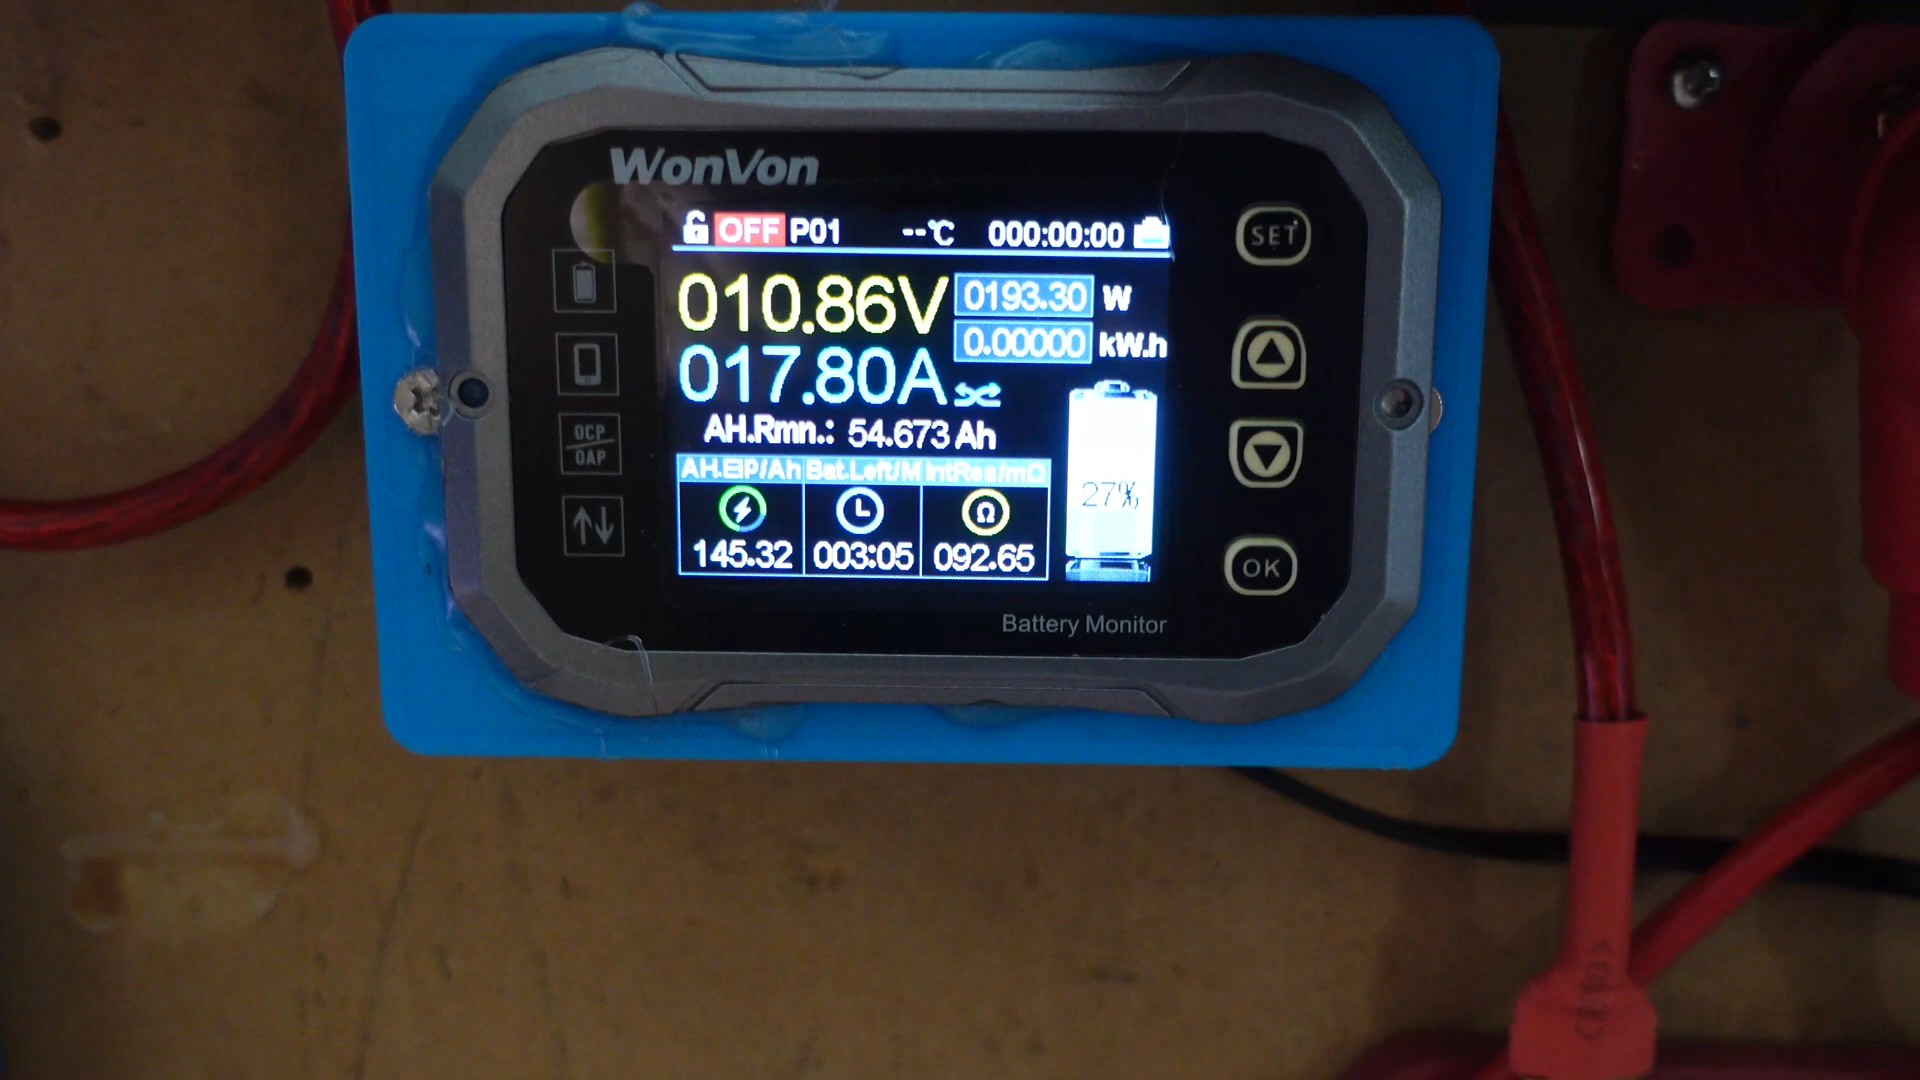 WonVon
OFF P01 --℃ 000:00:00
010.86V 0193.30 W
0.00000 kW.h
017.80A
AH.Rmn.: 54.673 Ah
AH.ElP/Ah Bat.Left/M IntRes/mΩ
Ω
145.32 003:05 092.65
27%
Battery Monitor
OCP
OAP
SET
OK